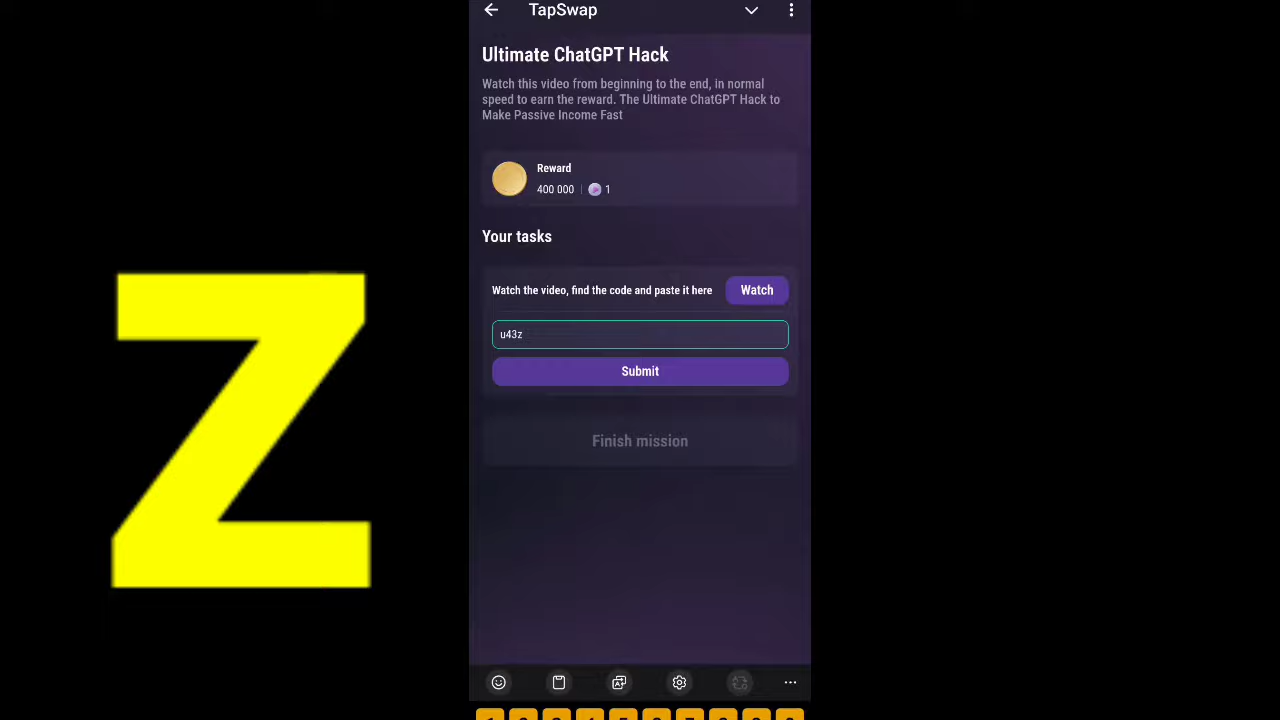 TapSwap
Ultimate ChatGPT Hack
Watch this video from beginning to the end, in normal
speed to earn the reward. The Ultimate ChatGPT Hack to
Make Passive Income Fast
Reward
400 000 1
Your tasks
Watch the video, find the code and paste it here
Watch
u43z
Submit
Finish mission
Z